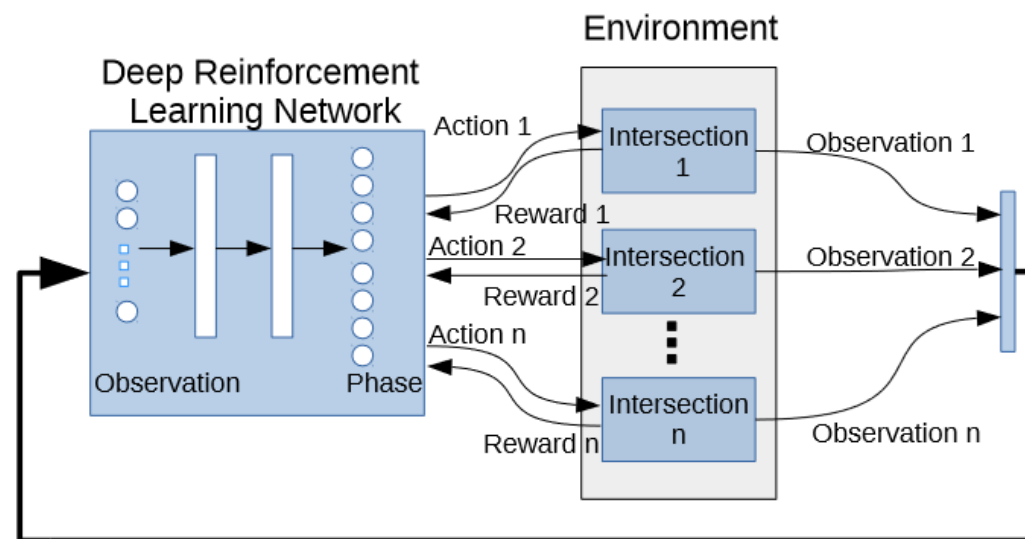 Environment
Deep Reinforcement
Learning Network
Action 1
Intersection
1
Observation 1
Reward 1
Action 2
Intersection
2
Observation 2
Reward 2
Action n
Observation
Phase
Intersection
n
Reward n
Observation n